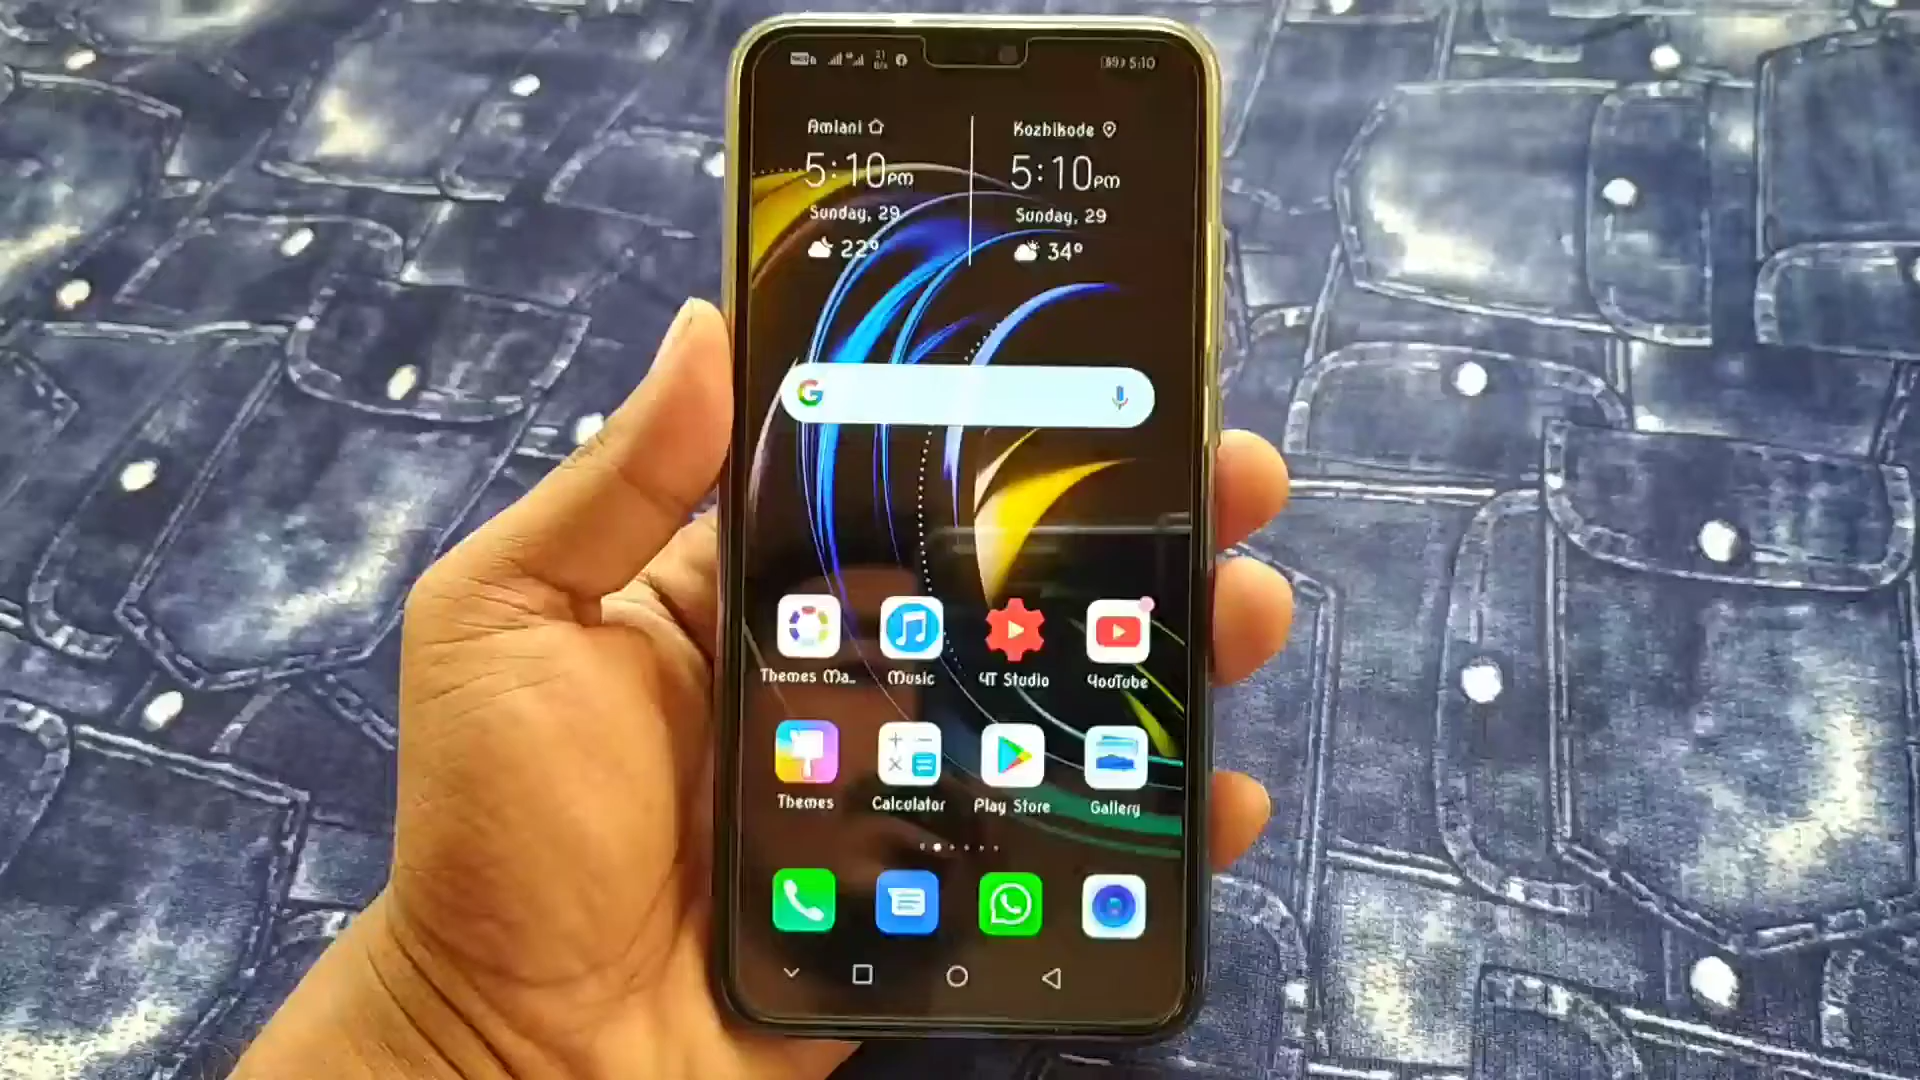 89 5:10
Amlani
5:10PM
Sunday, 29
22°
Kozhikode
5:10PM
Sunday, 29
34°
G
Themes Ma..
Music
YT Studio
YouTube
Themes
Calculator
Play Store
Gallery